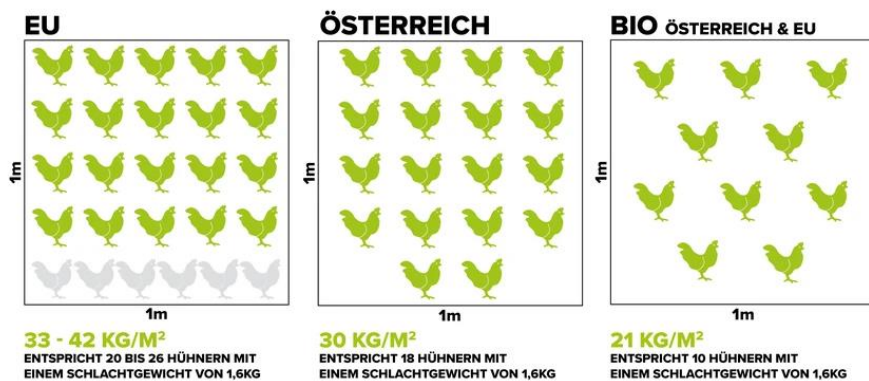 EU
1m
1m
33 - 42 KG/M²
ENTSPRICHT 20 BIS 26 HÜHNERN MIT
EINEM SCHLACHTGEWICHT VON 1,6KG
ÖSTERREICH
1m
1m
30 KG/M²
ENTSPRICHT 18 HÜHNERN MIT
EINEM SCHLACHTGEWICHT VON 1,6KG
BIO ÖSTERREICH & EU
1m
1m
21 KG/M²
ENTSPRICHT 10 HÜHNERN MIT
EINEM SCHLACHTGEWICHT VON 1,6KG